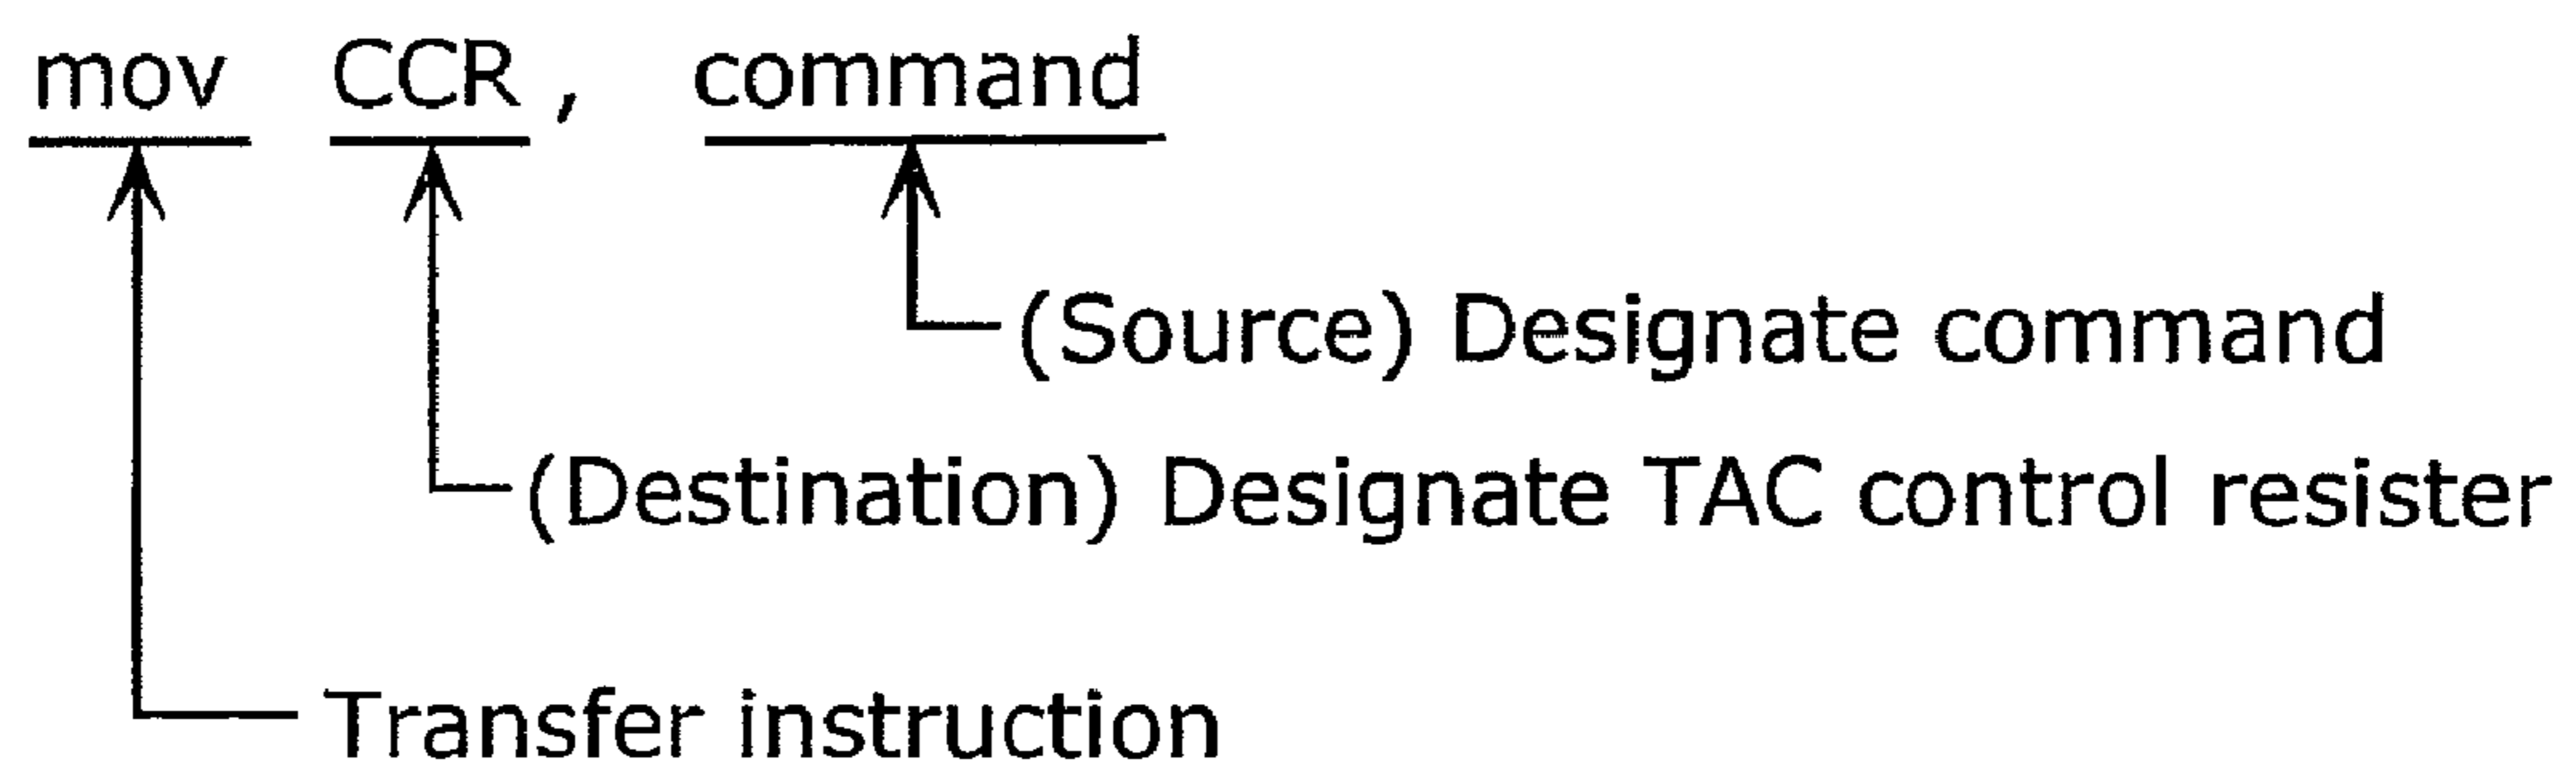 mov CCR , command
(Source) Designate command
(Destination) Designate TAC control resister
Transfer instruction